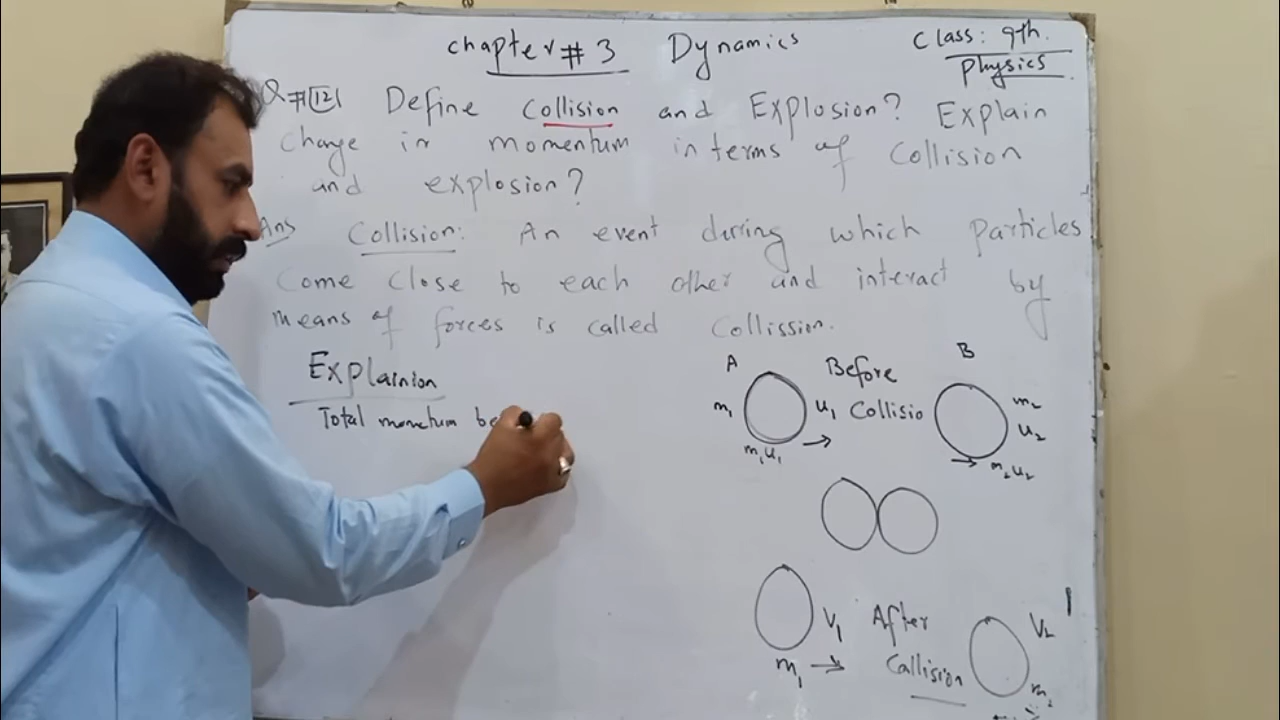 Chapter # 3 Dynamics
Class: 9th.
Physics
Q#(12) Define Collision and Explosion? Explain
Change in momentum in terms of Collision
and explosion?
Ans Collision: An event during which Particles
Come Close to each other and interact by
means of forces is called Collission.
Explainion
Total momentum be
A Before B
m₁ u₁ Collisio m₂
u₂
m₁u₁ → → m₂u₂
V₁ After V₂
m₁ → Callision m₂